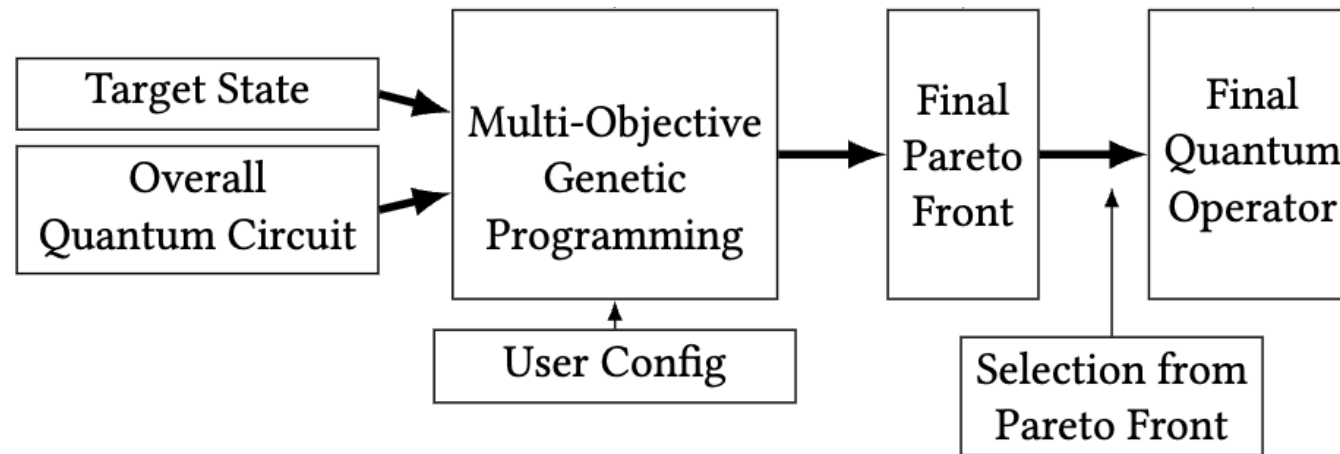 Target State
Overall
Quantum Circuit
Multi-Objective
Genetic
Programming
User Config
Final
Pareto
Front
Selection from
Pareto Front
Final
Quantum
Operator